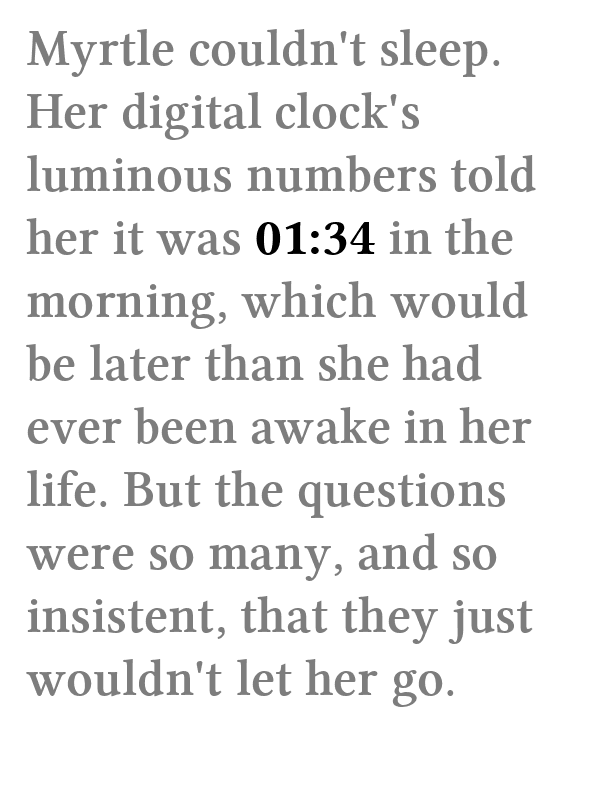 Myrtle couldn't sleep.
Her digital clock's
luminous numbers told
her it was 01:34 in the
morning, which would
be later than she had
ever been awake in her
life. But the questions
were so many, and so
insistent, that they just
wouldn't let her go.